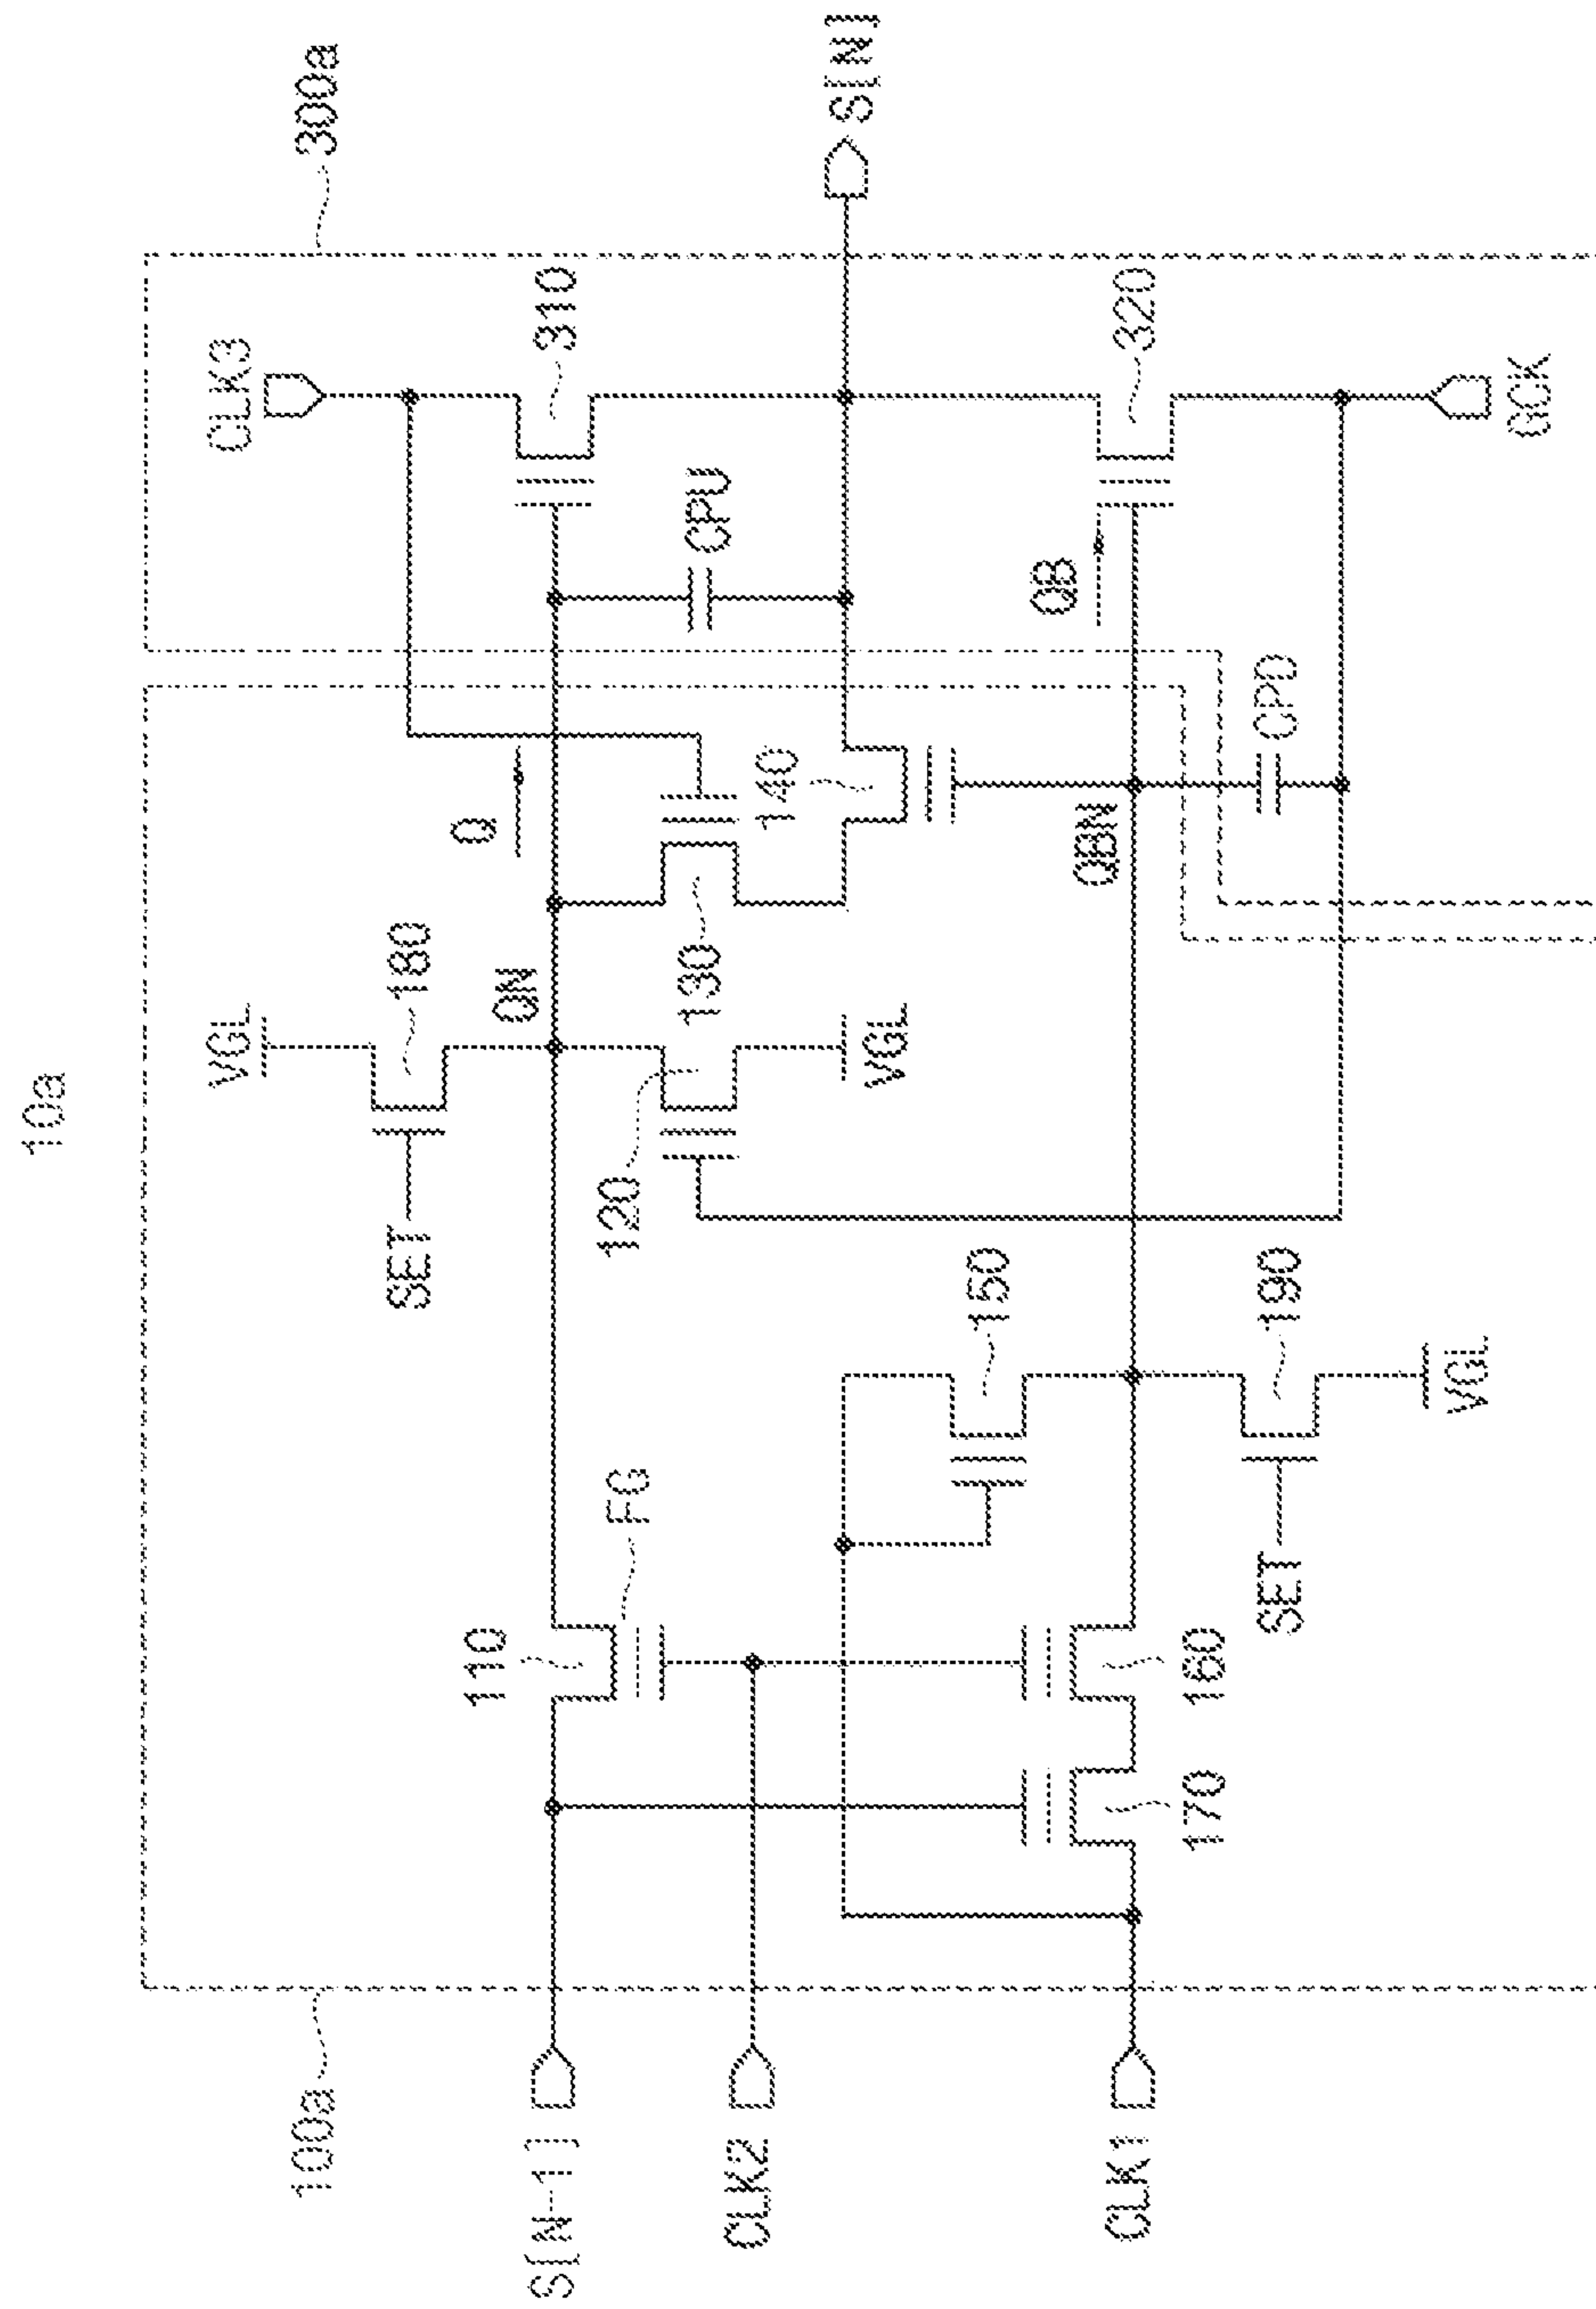 10a
100a
300a
CLK3
VGL
SET
180
310
S[N-1]
110
QN
Q
FG
120
130
CPU
CLK2
140
VGL
S[N]
150
QBN
QB
CLK1
170
160
320
SET
190
CPD
VGL
GCK